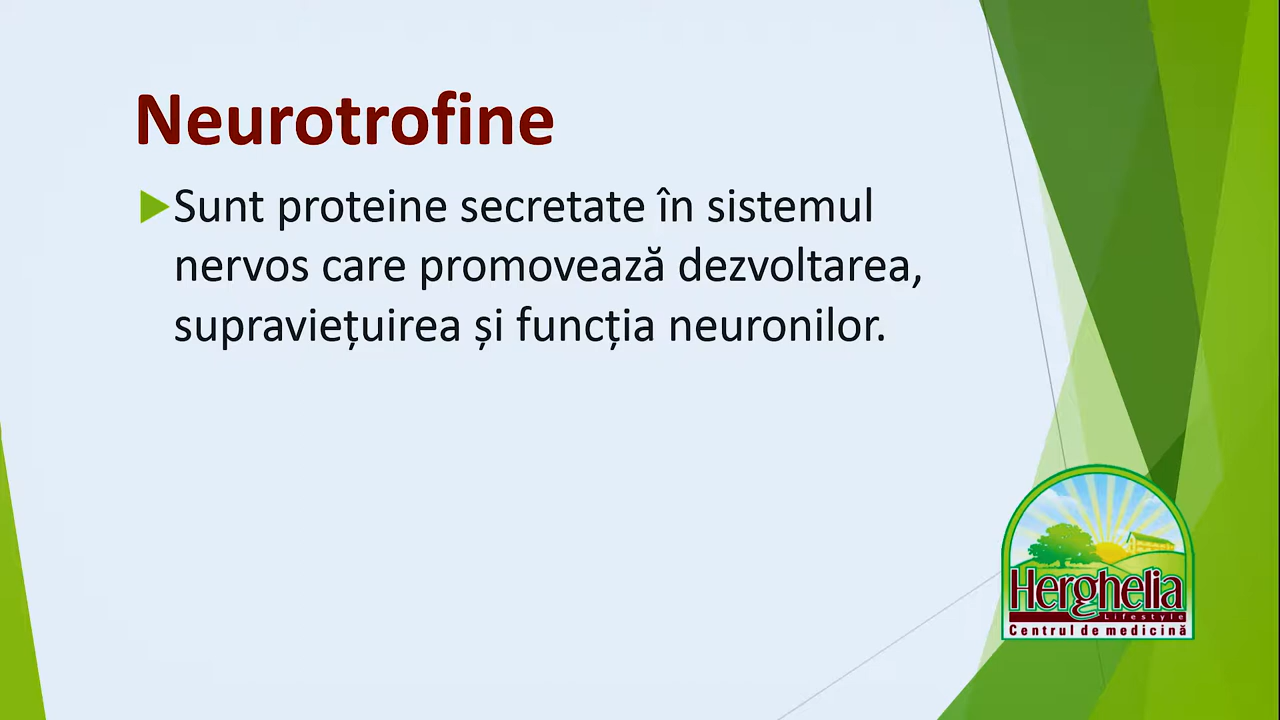 Neurotrofine
Sunt proteine secretate în sistemul
nervos care promovează dezvoltarea,
supraviețuirea și funcția neuronilor.
Herghelia
Lifestyle
Centrul de medicină